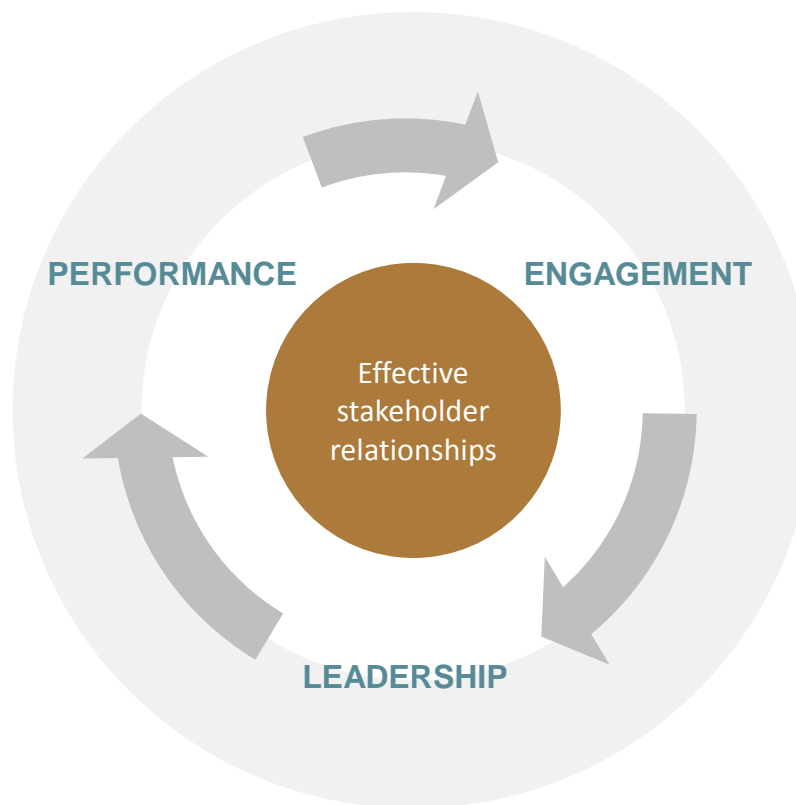 PERFORMANCE
ENGAGEMENT
Effective
stakeholder
relationships
LEADERSHIP